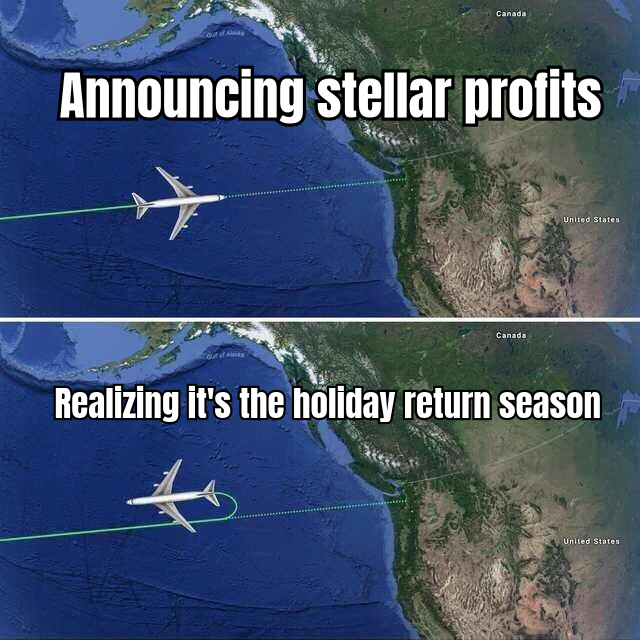 Canada
Gulf of Alaska
Announcing stellar profits
United States
Canada
Gulf of Alaska
Realizing it's the holiday return season
United States